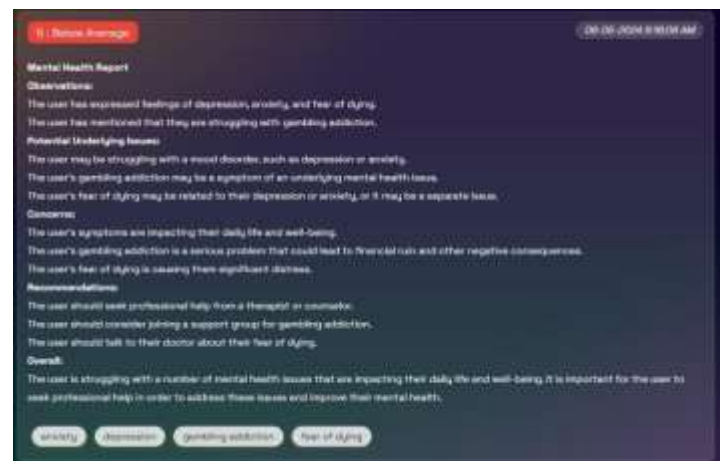 : Below Average
06-06-2024 AM
Mental Health Report
Observations:
The user has expressed feelings of depression, anxiety, and fear of dying.
The user has mentioned that they are struggling with gambling addiction.
Potential Underlying Issues:
The user may be struggling with a mood disorder, such as depression or anxiety.
The user's gambling addiction may be a symptom of an underlying mental health issue.
The user's fear of dying may be related to their depression or anxiety, or it may be a separate issue.
Concerns:
The user's symptoms are impacting their daily life and well-being.
The user's gambling addiction is a serious problem that could lead to financial ruin and other negative consequences.
The user's fear of dying is causing them significant distress.
Recommendations:
The user should seek professional help from a therapist or counselor.
The user should consider joining a support group for gambling addiction.
The user should talk to their doctor about their fear of dying.
Overall:
The user is struggling with a number of mental health issues that are impacting their daily life and well-being. It is important for the user to
seek professional help in order to address these issues and improve their mental health.
anxiety depression gambling addiction fear of dying